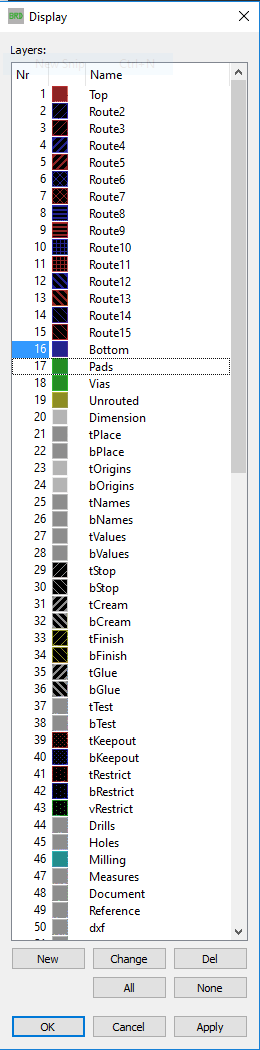 BRD Display
Layers:
New Snip Ctrl+N
Nr Name
1 Top
2 Route2
3 Route3
4 Route4
5 Route5
6 Route6
7 Route7
8 Route8
9 Route9
10 Route10
11 Route11
12 Route12
13 Route13
14 Route14
15 Route15
16 Bottom
17 Pads
18 Vias
19 Unrouted
20 Dimension
21 tPlace
22 bPlace
23 tOrigins
24 bOrigins
25 tNames
26 bNames
27 tValues
28 bValues
29 tStop
30 bStop
31 tCream
32 bCream
33 tFinish
34 bFinish
35 tGlue
36 bGlue
37 tTest
38 bTest
39 tKeepout
40 bKeepout
41 tRestrict
42 bRestrict
43 vRestrict
44 Drills
45 Holes
46 Milling
47 Measures
48 Document
49 Reference
50 dxf
New Change Del
All None
OK Cancel Apply